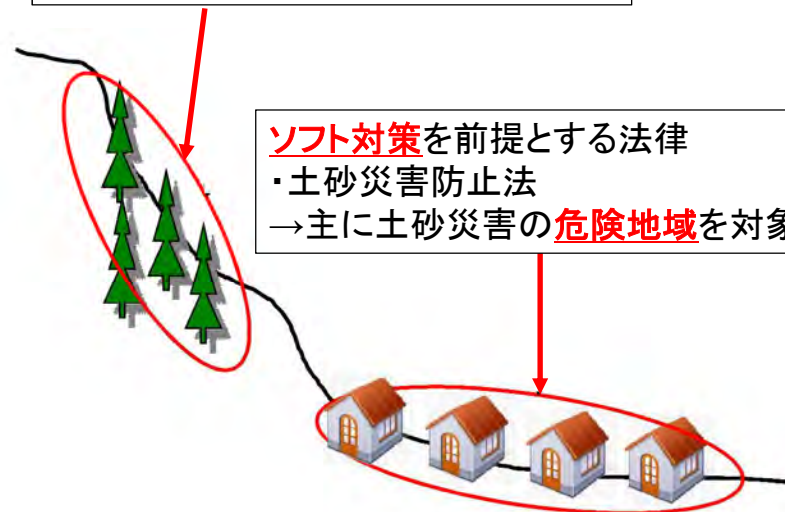 ソフト対策を前提とする法律
・土砂災害防止法
→主に土砂災害の危険地域を対象